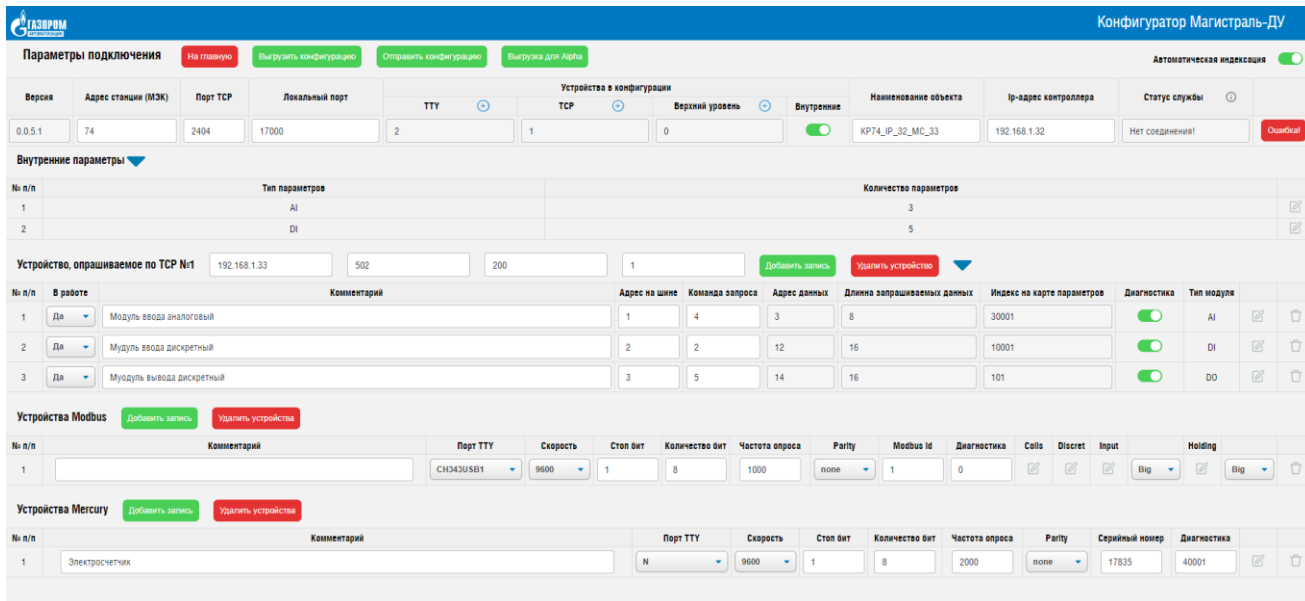 ГАЗПРОМ
АВТОМАТИЗАЦИЯ
Конфигуратор Магистраль-ДУ
Параметры подключения На главную Выгрузить конфигурацию Отправить конфигурацию Выгрузка для Alpha Автоматическая индексация
Устройства в конфигурации
Версия Адрес станции (МЭК) Порт TCP Локальный порт TTY TCP Верхний уровень Внутренние Наименование объекта Ip-адрес контроллера Статус службы
0.0.5.1 74 2404 17000 2 1 0 KP74_IP_32_MC_33 192.168.1.32 Нет соединения! Ошибка!
Внутренние параметры
№ п/п Тип параметров Количество параметров
1 AI 3
2 DI 5
Устройство, опрашиваемое по TCP №1 192.168.1.33 502 200 1 Добавить запись Удалить устройство
№ п/п В работе Комментарий Адрес на шине Команда запроса Адрес данных Длинна запрашиваемых данных Индекс на карте параметров Диагностика Тип модуля
1 Да Модуль ввода аналоговый 1 4 3 8 30001 AI
2 Да Мудуль ввода дискретный 2 2 12 16 10001 DI
3 Да Муодуль вывода дискретный 3 5 14 16 101 DO
Устройства Modbus Добавить запись Удалить устройства
№ п/п Комментарий Порт TTY Скорость Стоп бит Количество бит Частота опроса Parity Modbus Id Диагностика Coils Discret Input Holding
1 CH343USB1 9600 1 8 1000 none 1 0 Big Big
Устройства Mercury Добавить запись Удалить устройства
№ п/п Комментарий Порт TTY Скорость Стоп бит Количество бит Частота опроса Parity Серийный номер Диагностика
1 Электросчетчик N 9600 1 8 2000 none 17835 40001